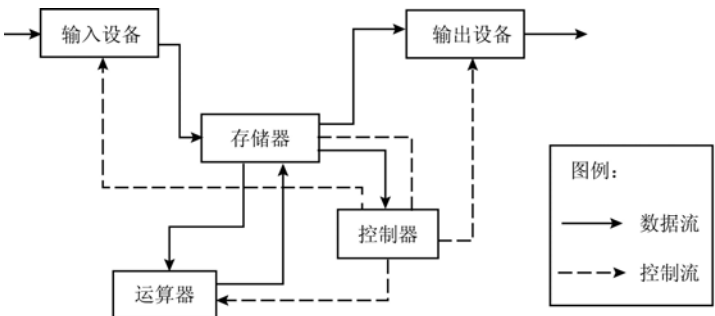 输入设备
输出设备
存储器
控制器
运算器
图例：
数据流
控制流